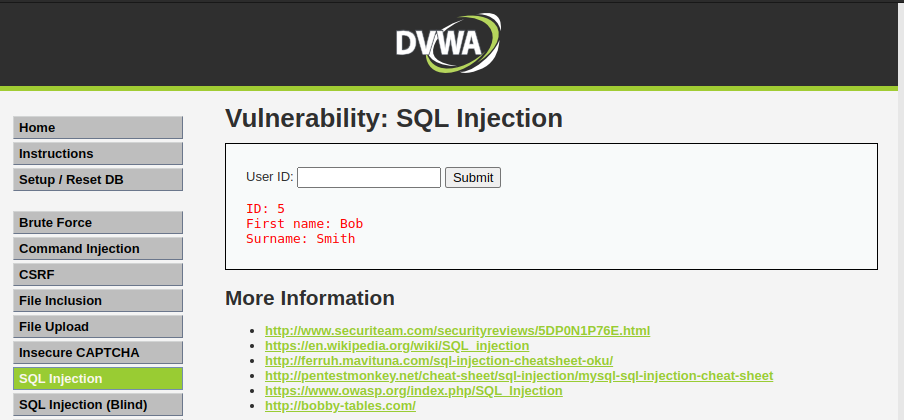 DVWA
Home
Instructions
Setup / Reset DB
Brute Force
Command Injection
CSRF
File Inclusion
File Upload
Insecure CAPTCHA
SQL Injection
SQL Injection (Blind)
Vulnerability: SQL Injection
User ID: Submit
ID: 5
First name: Bob
Surname: Smith
More Information
http://www.securiteam.com/securityreviews/5DP0N1P76E.html
https://en.wikipedia.org/wiki/SQL_injection
http://ferruh.mavituna.com/sql-injection-cheatsheet-oku/
http://pentestmonkey.net/cheat-sheet/sql-injection/mysql-sql-injection-cheat-sheet
https://www.owasp.org/index.php/SQL_Injection
http://bobby-tables.com/